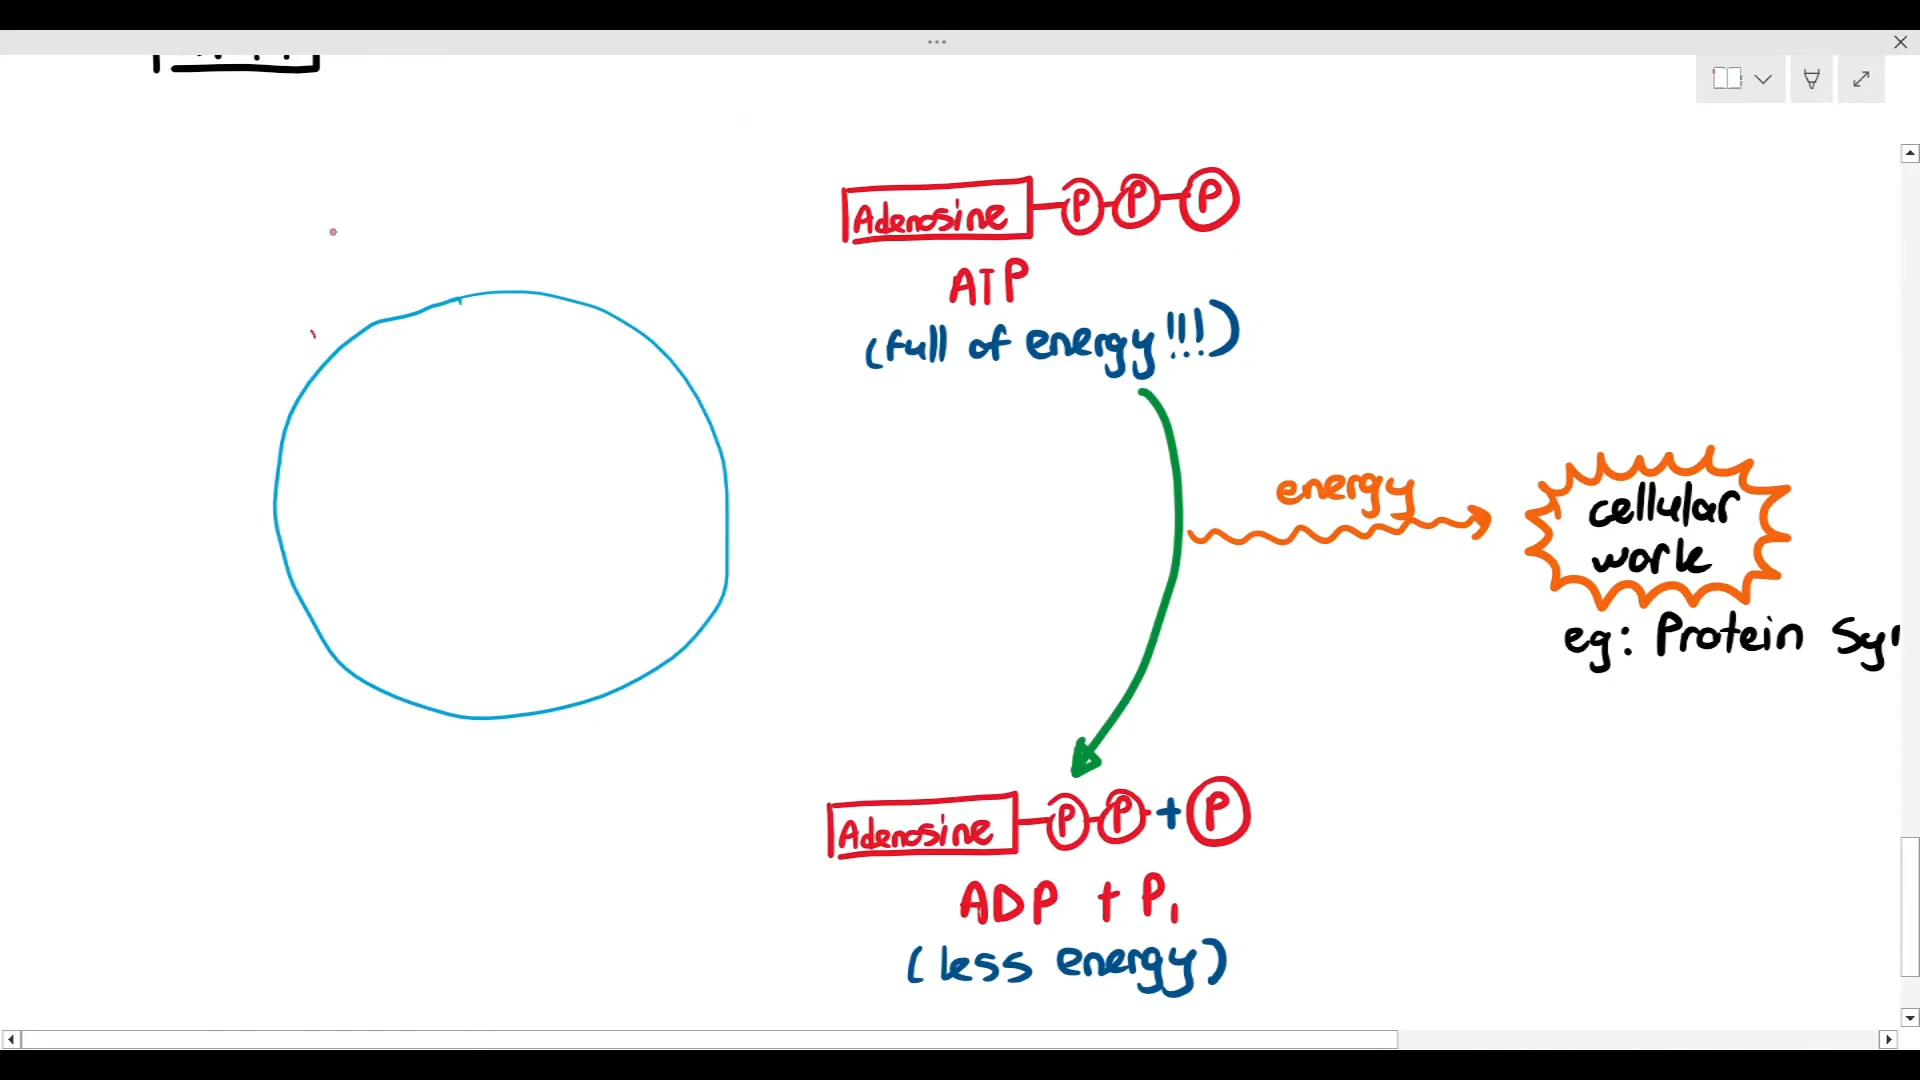 Adenosine P P P
ATP
(full of energy!!!)
energy
cellular
work
eg: Protein
Adenosine P P + P
ADP + Pi
(less energy)